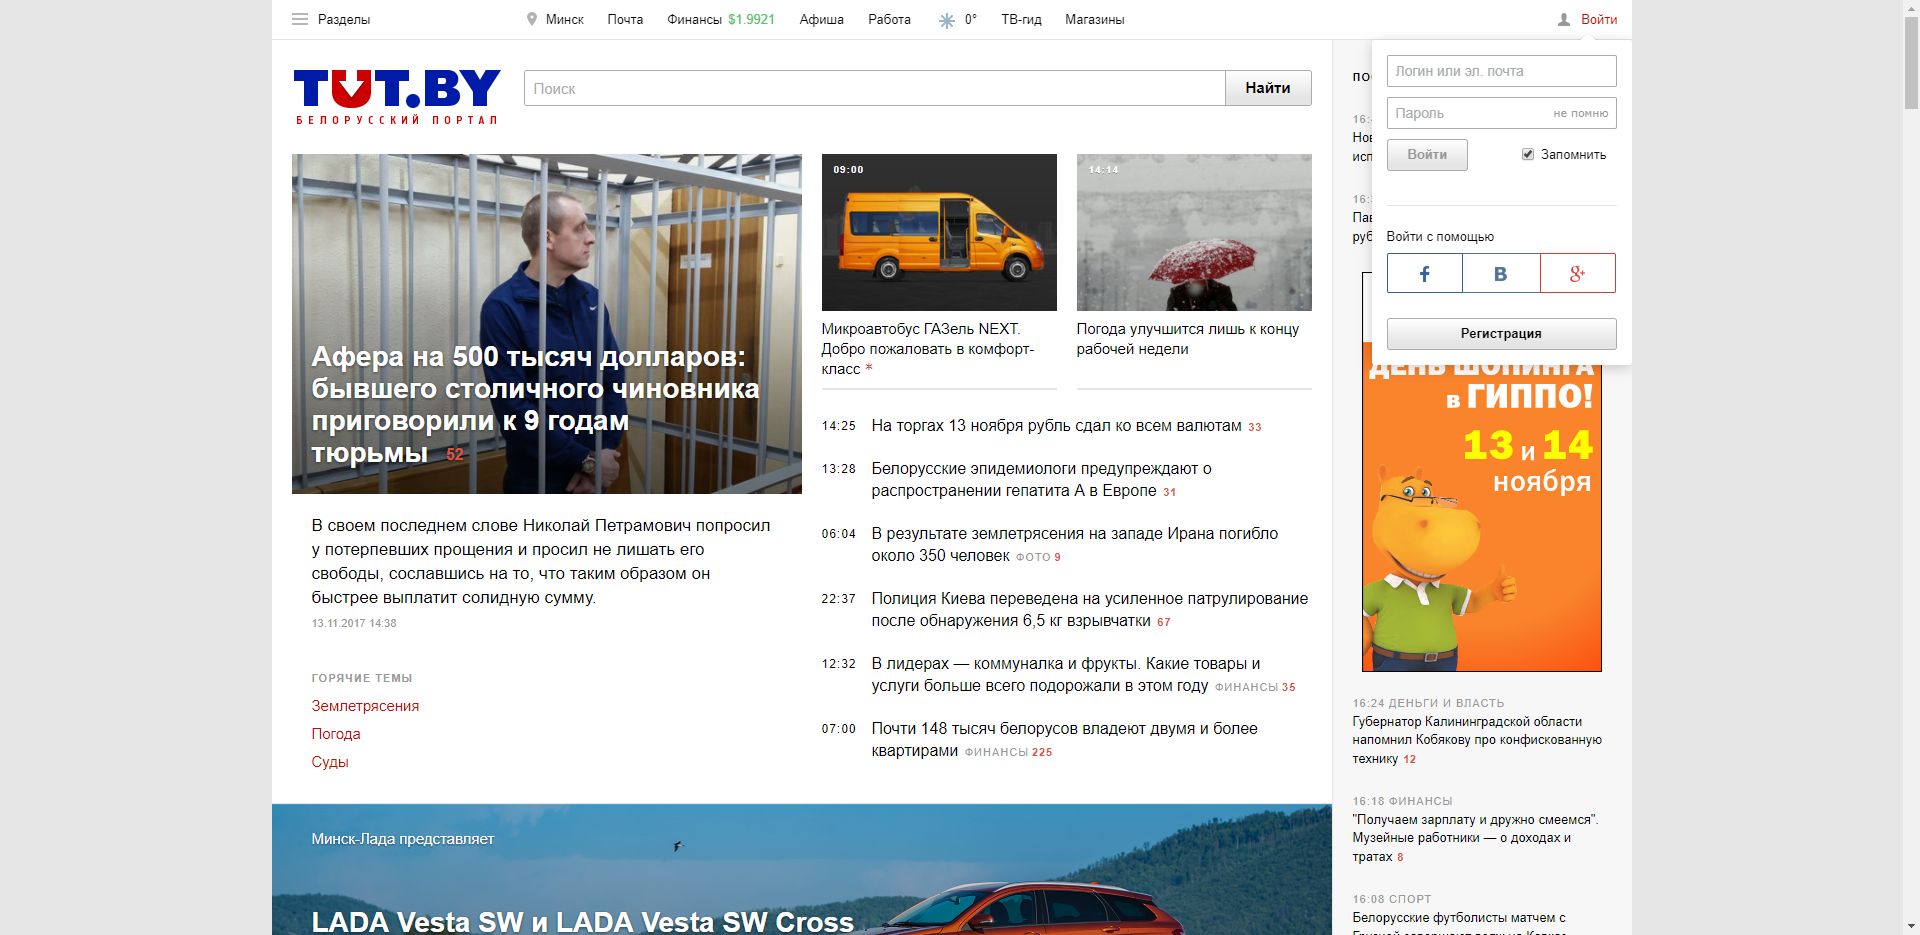 Разделы
Минск
Почта
Финансы $1.9921
Афиша
Работа
0°
ТВ-гид
Магазины
Войти
TUT.BY
БЕЛОРУССКИЙ ПОРТАЛ
Поиск
Найти
Логин или эл. почта
Пароль
не помню
Войти
Запомнить
Войти с помощью
Регистрация
Афера на 500 тысяч долларов:
бывшего столичного чиновника
приговорили к 9 годам
тюрьмы 52
В своем последнем слове Николай Петрамович попросил
у потерпевших прощения и просил не лишать его
свободы, сославшись на то, что таким образом он
быстрее выплатит солидную сумму.
13.11.2017 14:38
ГОРЯЧИЕ ТЕМЫ
Землетрясения
Погода
Суды
09:00
Микроавтобус ГАЗель NEXT.
Добро пожаловать в комфорт-
класс *
14:14
Погода улучшится лишь к концу
рабочей недели
14:25 На торгах 13 ноября рубль сдал ко всем валютам 33
13:28 Белорусские эпидемиологи предупреждают о
распространении гепатита А в Европе 31
06:04 В результате землетрясения на западе Ирана погибло
около 350 человек ФОТО 9
22:37 Полиция Киева переведена на усиленное патрулирование
после обнаружения 6,5 кг взрывчатки 67
12:32 В лидерах — коммуналка и фрукты. Какие товары и
услуги больше всего подорожали в этом году ФИНАНСЫ 35
07:00 Почти 148 тысяч белорусов владеют двумя и более
квартирами ФИНАНСЫ 225
ДЕНЬ ШОПИНГА
в ГИППО!
13 и 14
ноября
16:24 ДЕНЬГИ И ВЛАСТЬ
Губернатор Калининградской области
напомнил Кобякову про конфискованную
технику 12
16:18 ФИНАНСЫ
"Получаем зарплату и дружно смеемся".
Музейные работники — о доходах и
тратах 8
16:08 СПОРТ
Белорусские футболисты матчем с
Минск-Лада представляет
LADA Vesta SW и LADA Vesta SW Cross